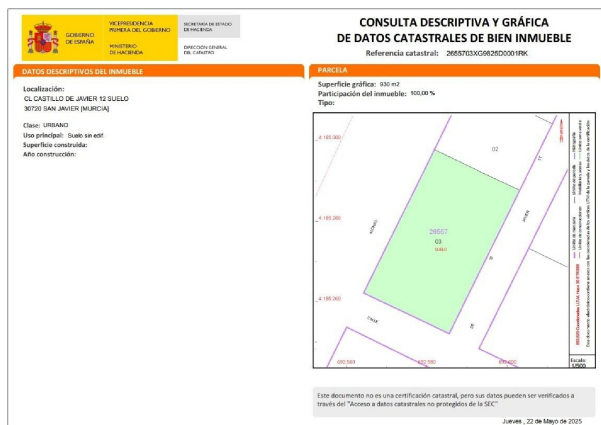 GOBIERNO
DE ESPAÑA
VICEPRESIDENCIA
PRIMERA DEL GOBIERNO
MINISTERIO
DE HACIENDA
SECRETARÍA DE ESTADO
DE HACIENDA
DIRECCIÓN GENERAL
DEL CATASTRO
CONSULTA DESCRIPTIVA Y GRÁFICA
DE DATOS CATASTRALES DE BIEN INMUEBLE
Referencia catastral: 2655703XG9825D0001RK
DATOS DESCRIPTIVOS DEL INMUEBLE
Localización:
CL CASTILLO DE JAVIER 12 SUELO
30720 SAN JAVIER [MURCIA]
Clase: URBANO
Uso principal: Suelo sin edif.
Superficie construida:
Año construcción:
PARCELA
Superficie gráfica: 930 m2
Participación del inmueble: 100,00 %
Tipo:
02
03
SUELO
CALLE
Escala:
1/500
Este documento no es una certificación catastral, pero sus datos pueden ser verificados a
través del "Acceso a datos catastrales no protegidos de la SEC"
Jueves , 22 de Mayo de 2025